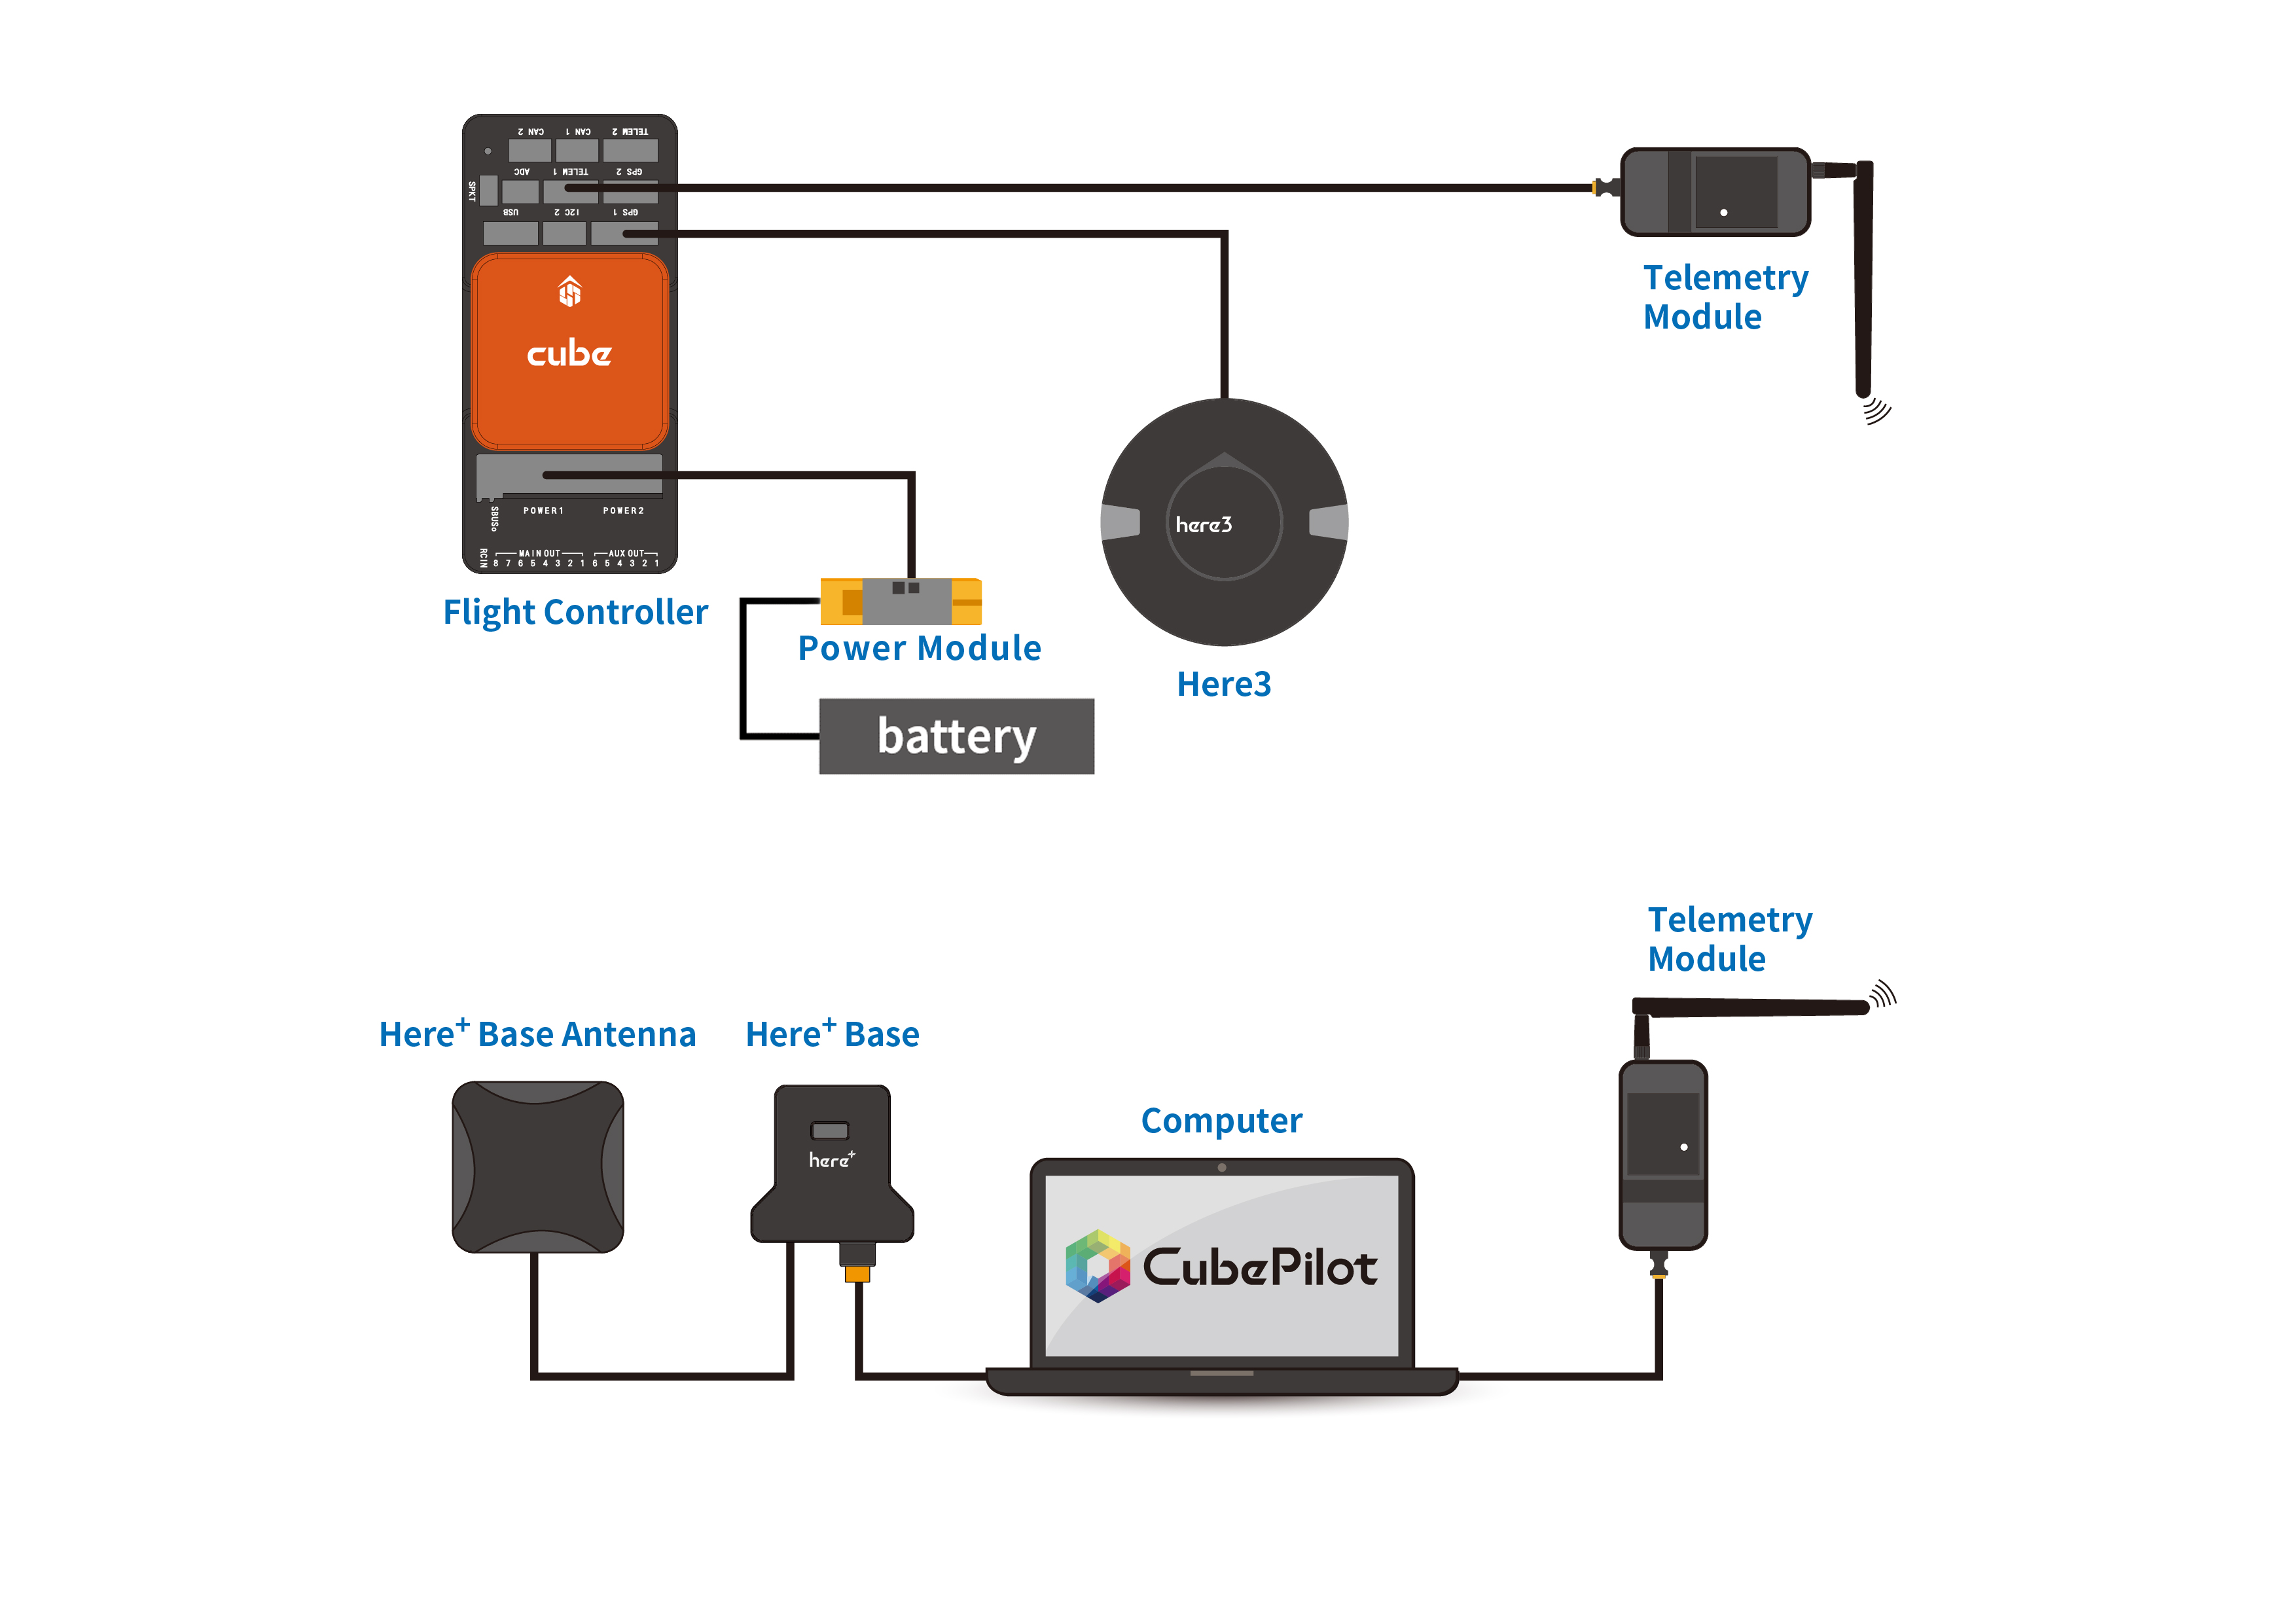 CAN 2 CAN 1 TELEM 2
ADC TELEM 1 GPS 2
SPKT
USB I2C 2 GPS 1
cube
SBUSo
POWER1 POWER2
RCIN
MAIN OUT AUX OUT
8 7 6 5 4 3 2 1 6 5 4 3 2 1
Flight Controller
Power Module
battery
here3
Here3
Telemetry
Module
Telemetry
Module
Here+ Base Antenna
Here+ Base
here+
Computer
CubePilot